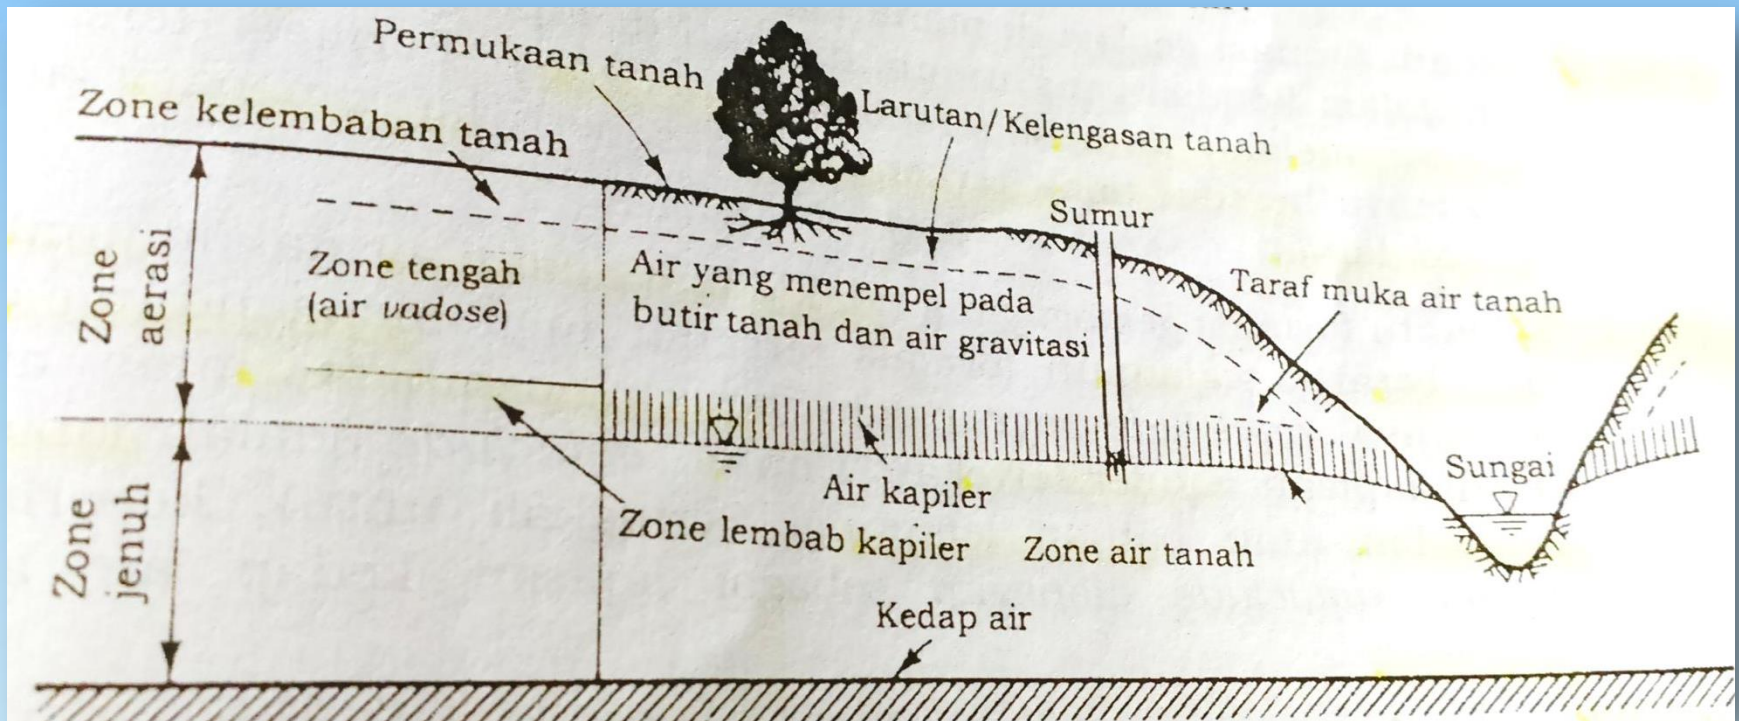 Permukaan tanah
Zone kelembaban tanah
Larutan/Kelengasan tanah
Sumur
Zone
aerasi
Zone tengah
(air vadose)
Air yang menempel pada
butir tanah dan air gravitasi
Taraf muka air tanah
Sungai
Air kapiler
Zone lembab kapiler
Zone air tanah
Zone
jenuh
Kedap air